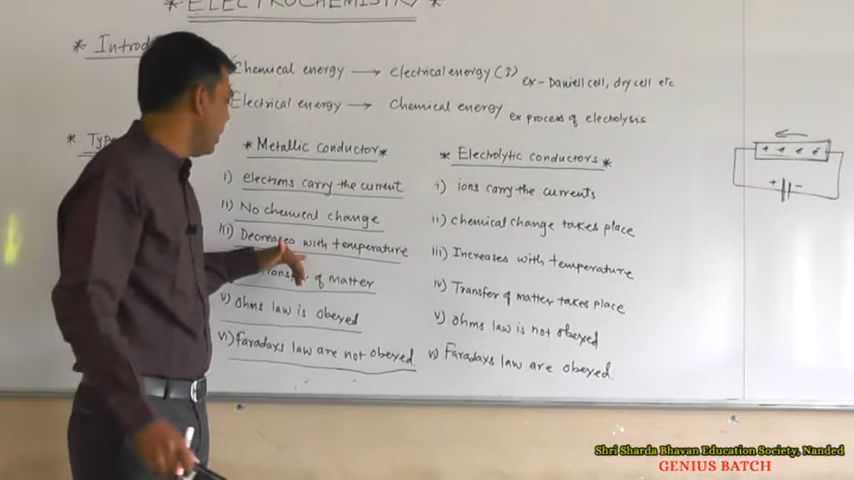 * ELECTROCHEMISTRY *
* Introd
Chemical energy → electrical energy (I) ex- Daniell cell, dry cell etc
Electrical energy → Chemical energy ex process of electrolysis
* Types
* Metallic conductor *
i) electrons carry the current
ii) No chemical change
iii) Decreases with temperature
of matter
v) Ohms law is obeyed
vi) Faradays law are not obeyed
* Electrolytic conductors *
i) ions carry the currents
ii) chemical change takes place
iii) Increases with temperature
iv) Transfer of matter takes place
v) Ohms law is not obeyed
vi) Faradays law are obeyed.
+ -
Shri Sharda Bhavan Education Society, Nanded
GENIUS BATCH